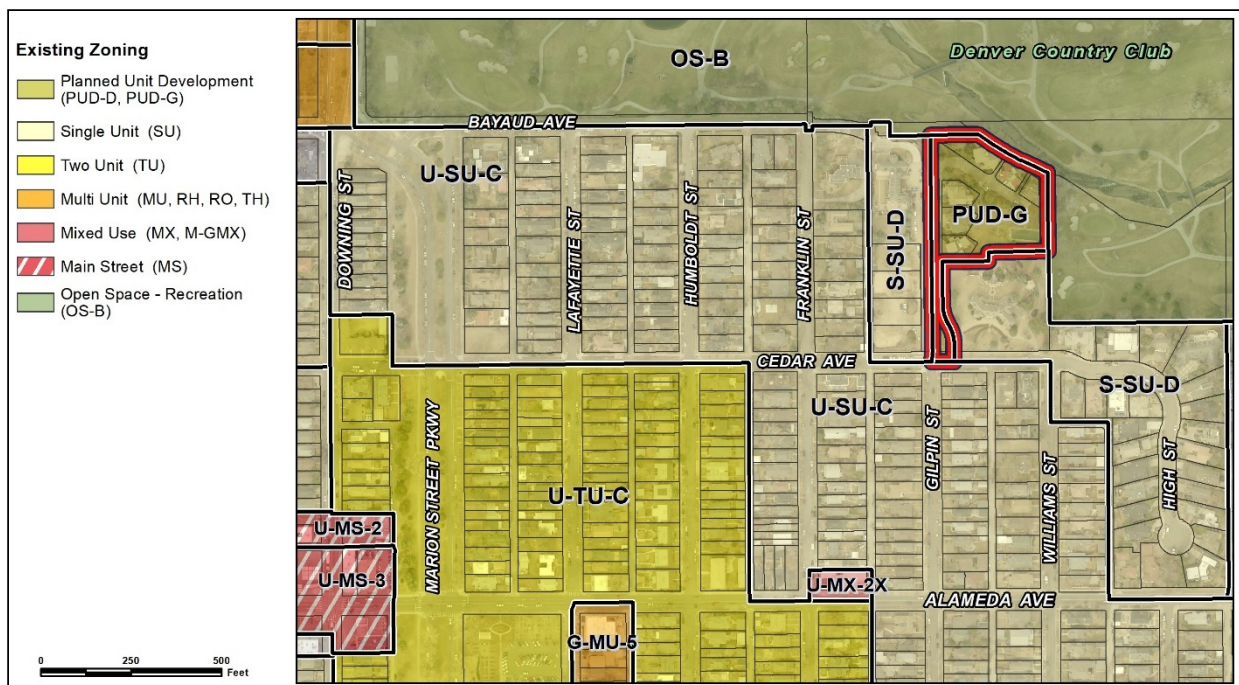 Existing Zoning
Planned Unit Development
(PUD-D, PUD-G)
Single Unit (SU)
Two Unit (TU)
Multi Unit (MU, RH, RO, TH)
Mixed Use (MX, M-GMX)
Main Street (MS)
Open Space - Recreation
(OS-B)
0 250 500
Feet
OS-B
Denver Country Club
BAYAUD AVE
U-SU-C
DOWNING ST
LAFAYETTE ST
HUMBOLDT ST
FRANKLIN ST
S-SU-D
PUD-G
CEDAR AVE
U-SU-C
S-SU-D
MARION STREET PKWY
U-TU-C
GILPIN ST
WILLIAMS ST
HIGH ST
U-MS-2
U-MS-3
U-MX-2X
ALAMEDA AVE
G-MU-5